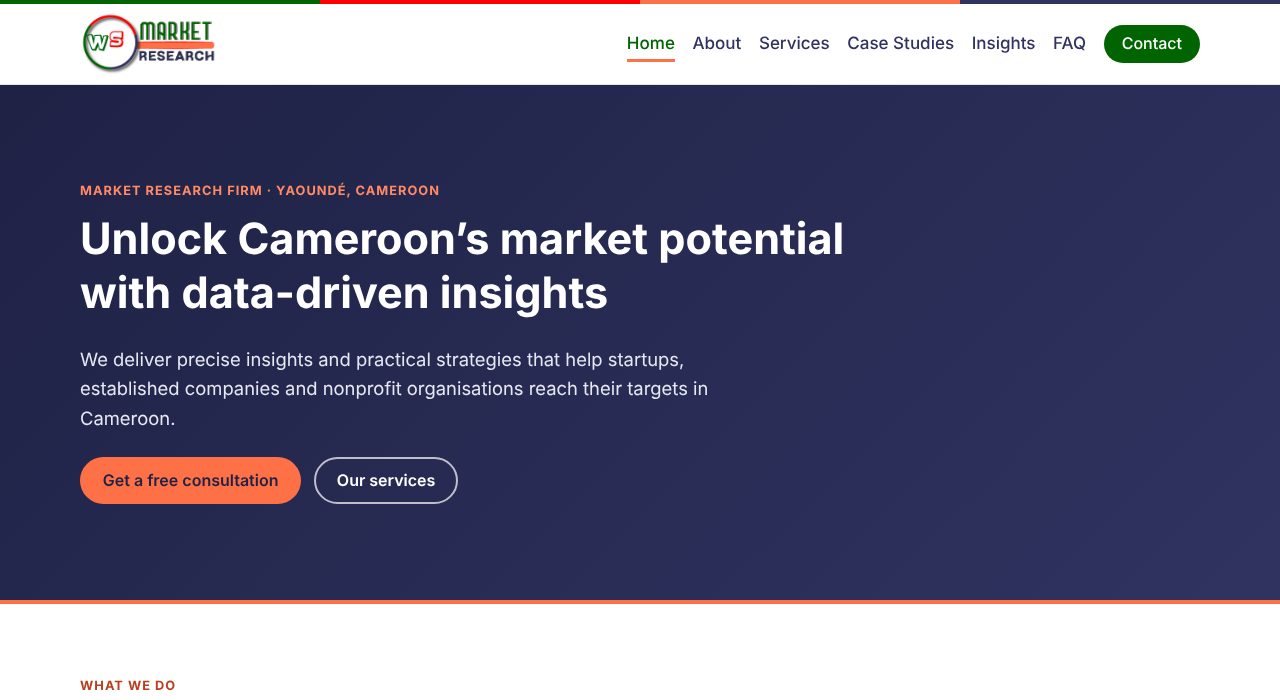 WS MARKET
RESEARCH
Home About Services Case Studies Insights FAQ Contact
MARKET RESEARCH FIRM · YAOUNDÉ, CAMEROON
Unlock Cameroon’s market potential
with data-driven insights
We deliver precise insights and practical strategies that help startups,
established companies and nonprofit organisations reach their targets in
Cameroon.
Get a free consultation Our services
WHAT WE DO